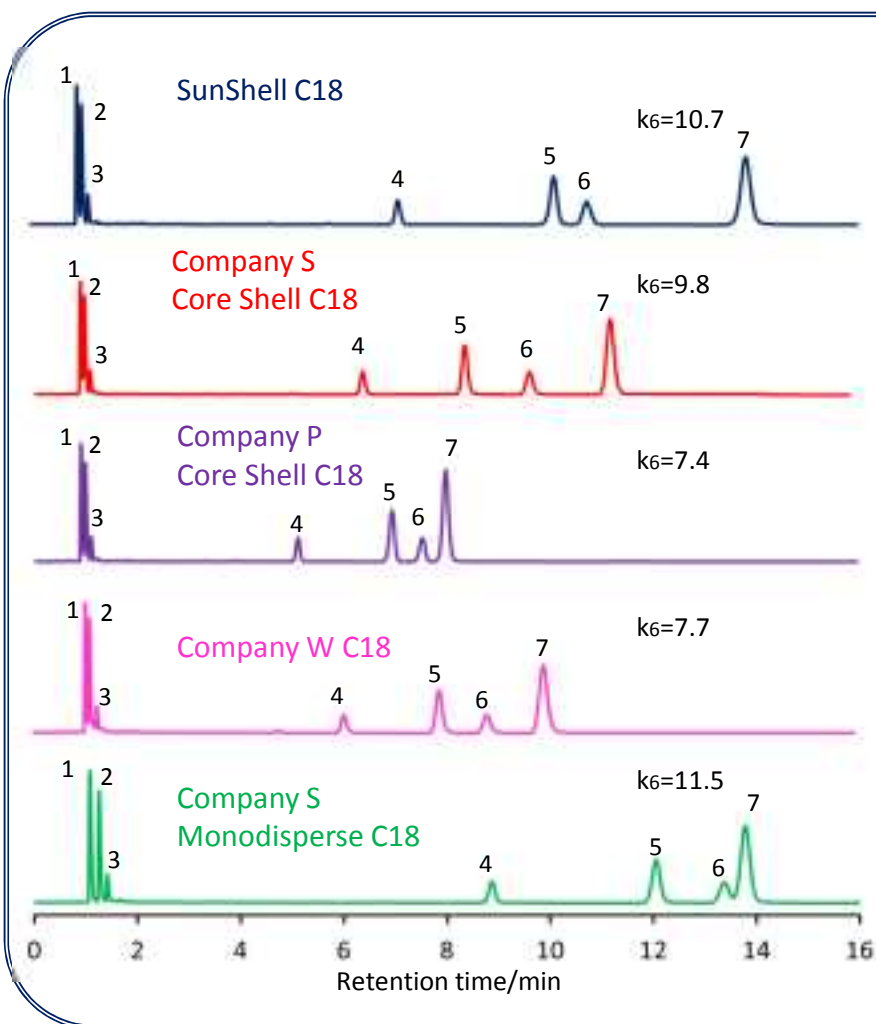 1
2
3
SunShell C18
k6=10.7
4
5
6
7
1
2
3
Company S
Core Shell C18
k6=9.8
4
5
6
7
1
2
3
Company P
Core Shell C18
k6=7.4
4
5
6
7
1
2
3
Company W C18
k6=7.7
4
5
6
7
1
2
3
Company S
Monodisperse C18
k6=11.5
4
5
6
7
0 2 4 6 8 10 12 14 16
Retention time/min